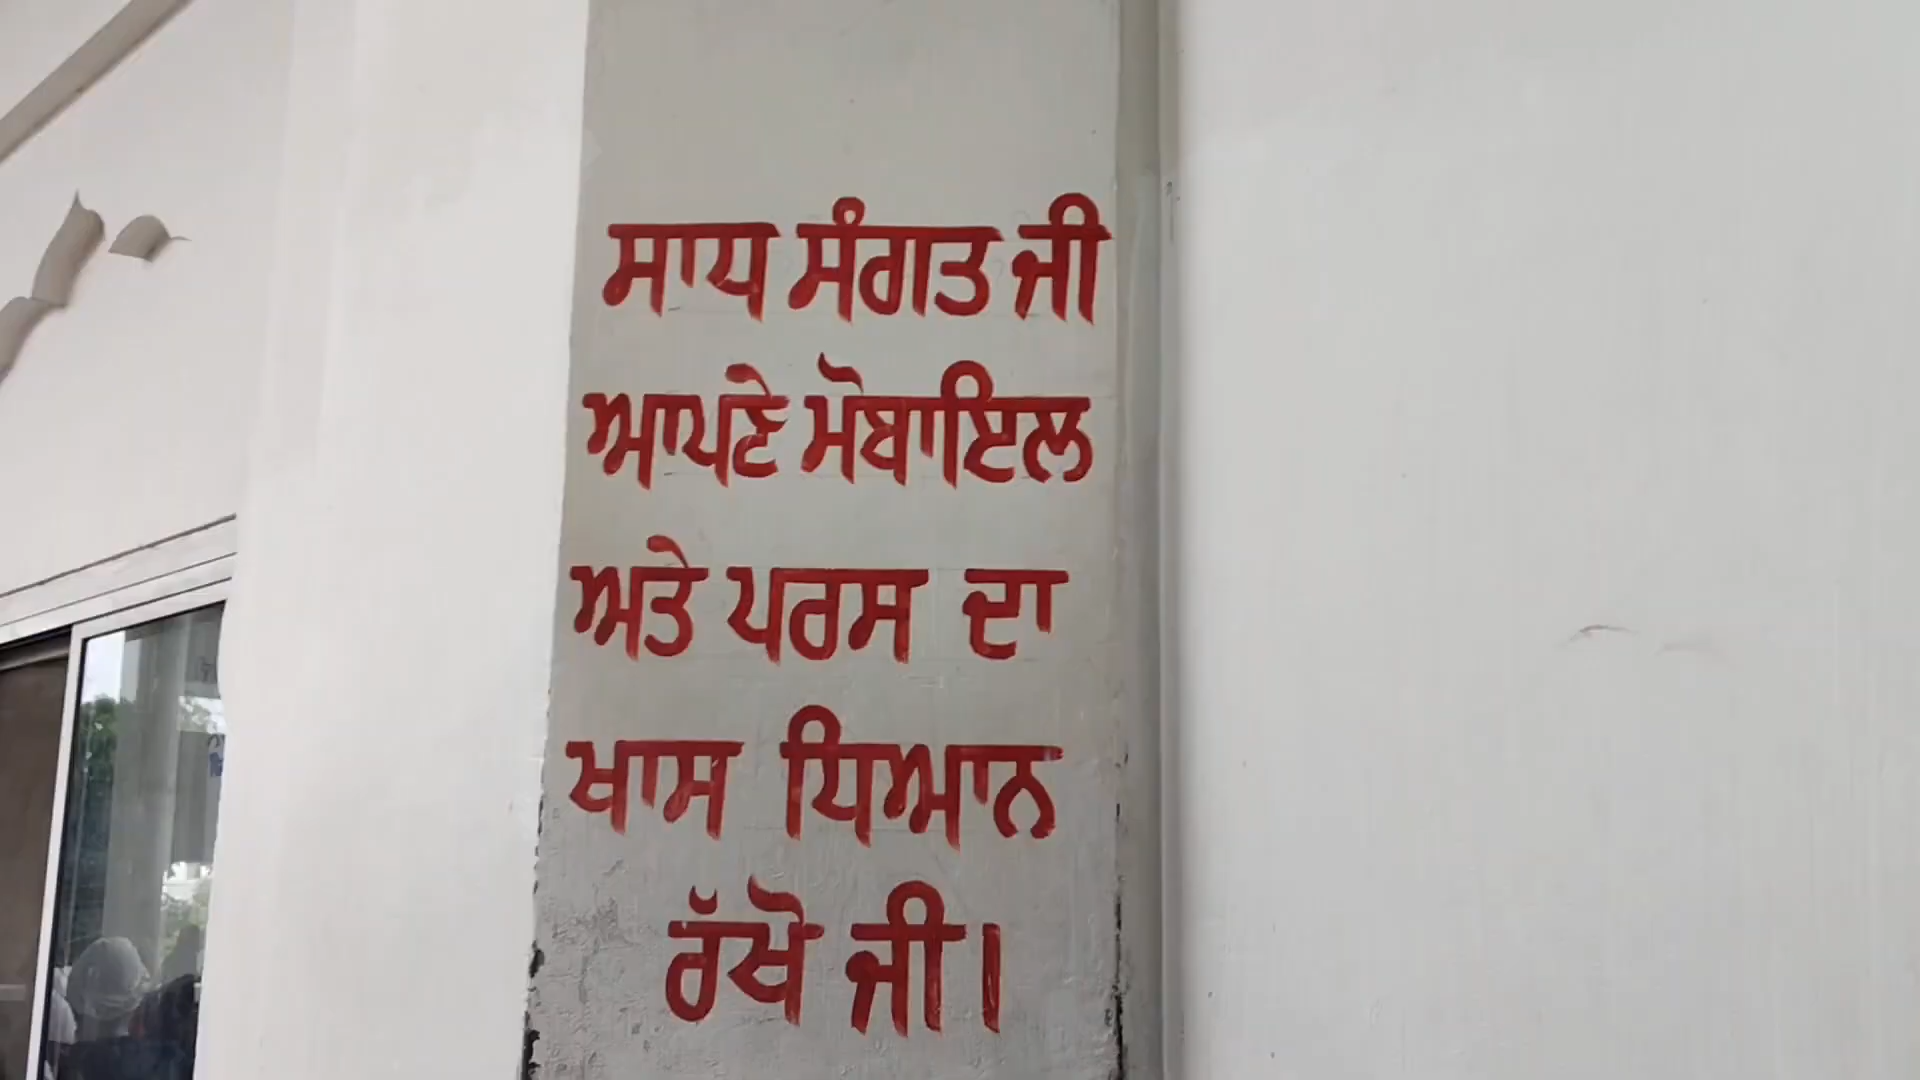 ਸਾਧ ਸੰਗਤ ਜੀ
ਆਪਣੇ ਮੋਬਾਇਲ
ਅਤੇ ਪਰਸ ਦਾ
ਖਾਸ ਧਿਆਨ
ਰੱਖੋ ਜੀ।